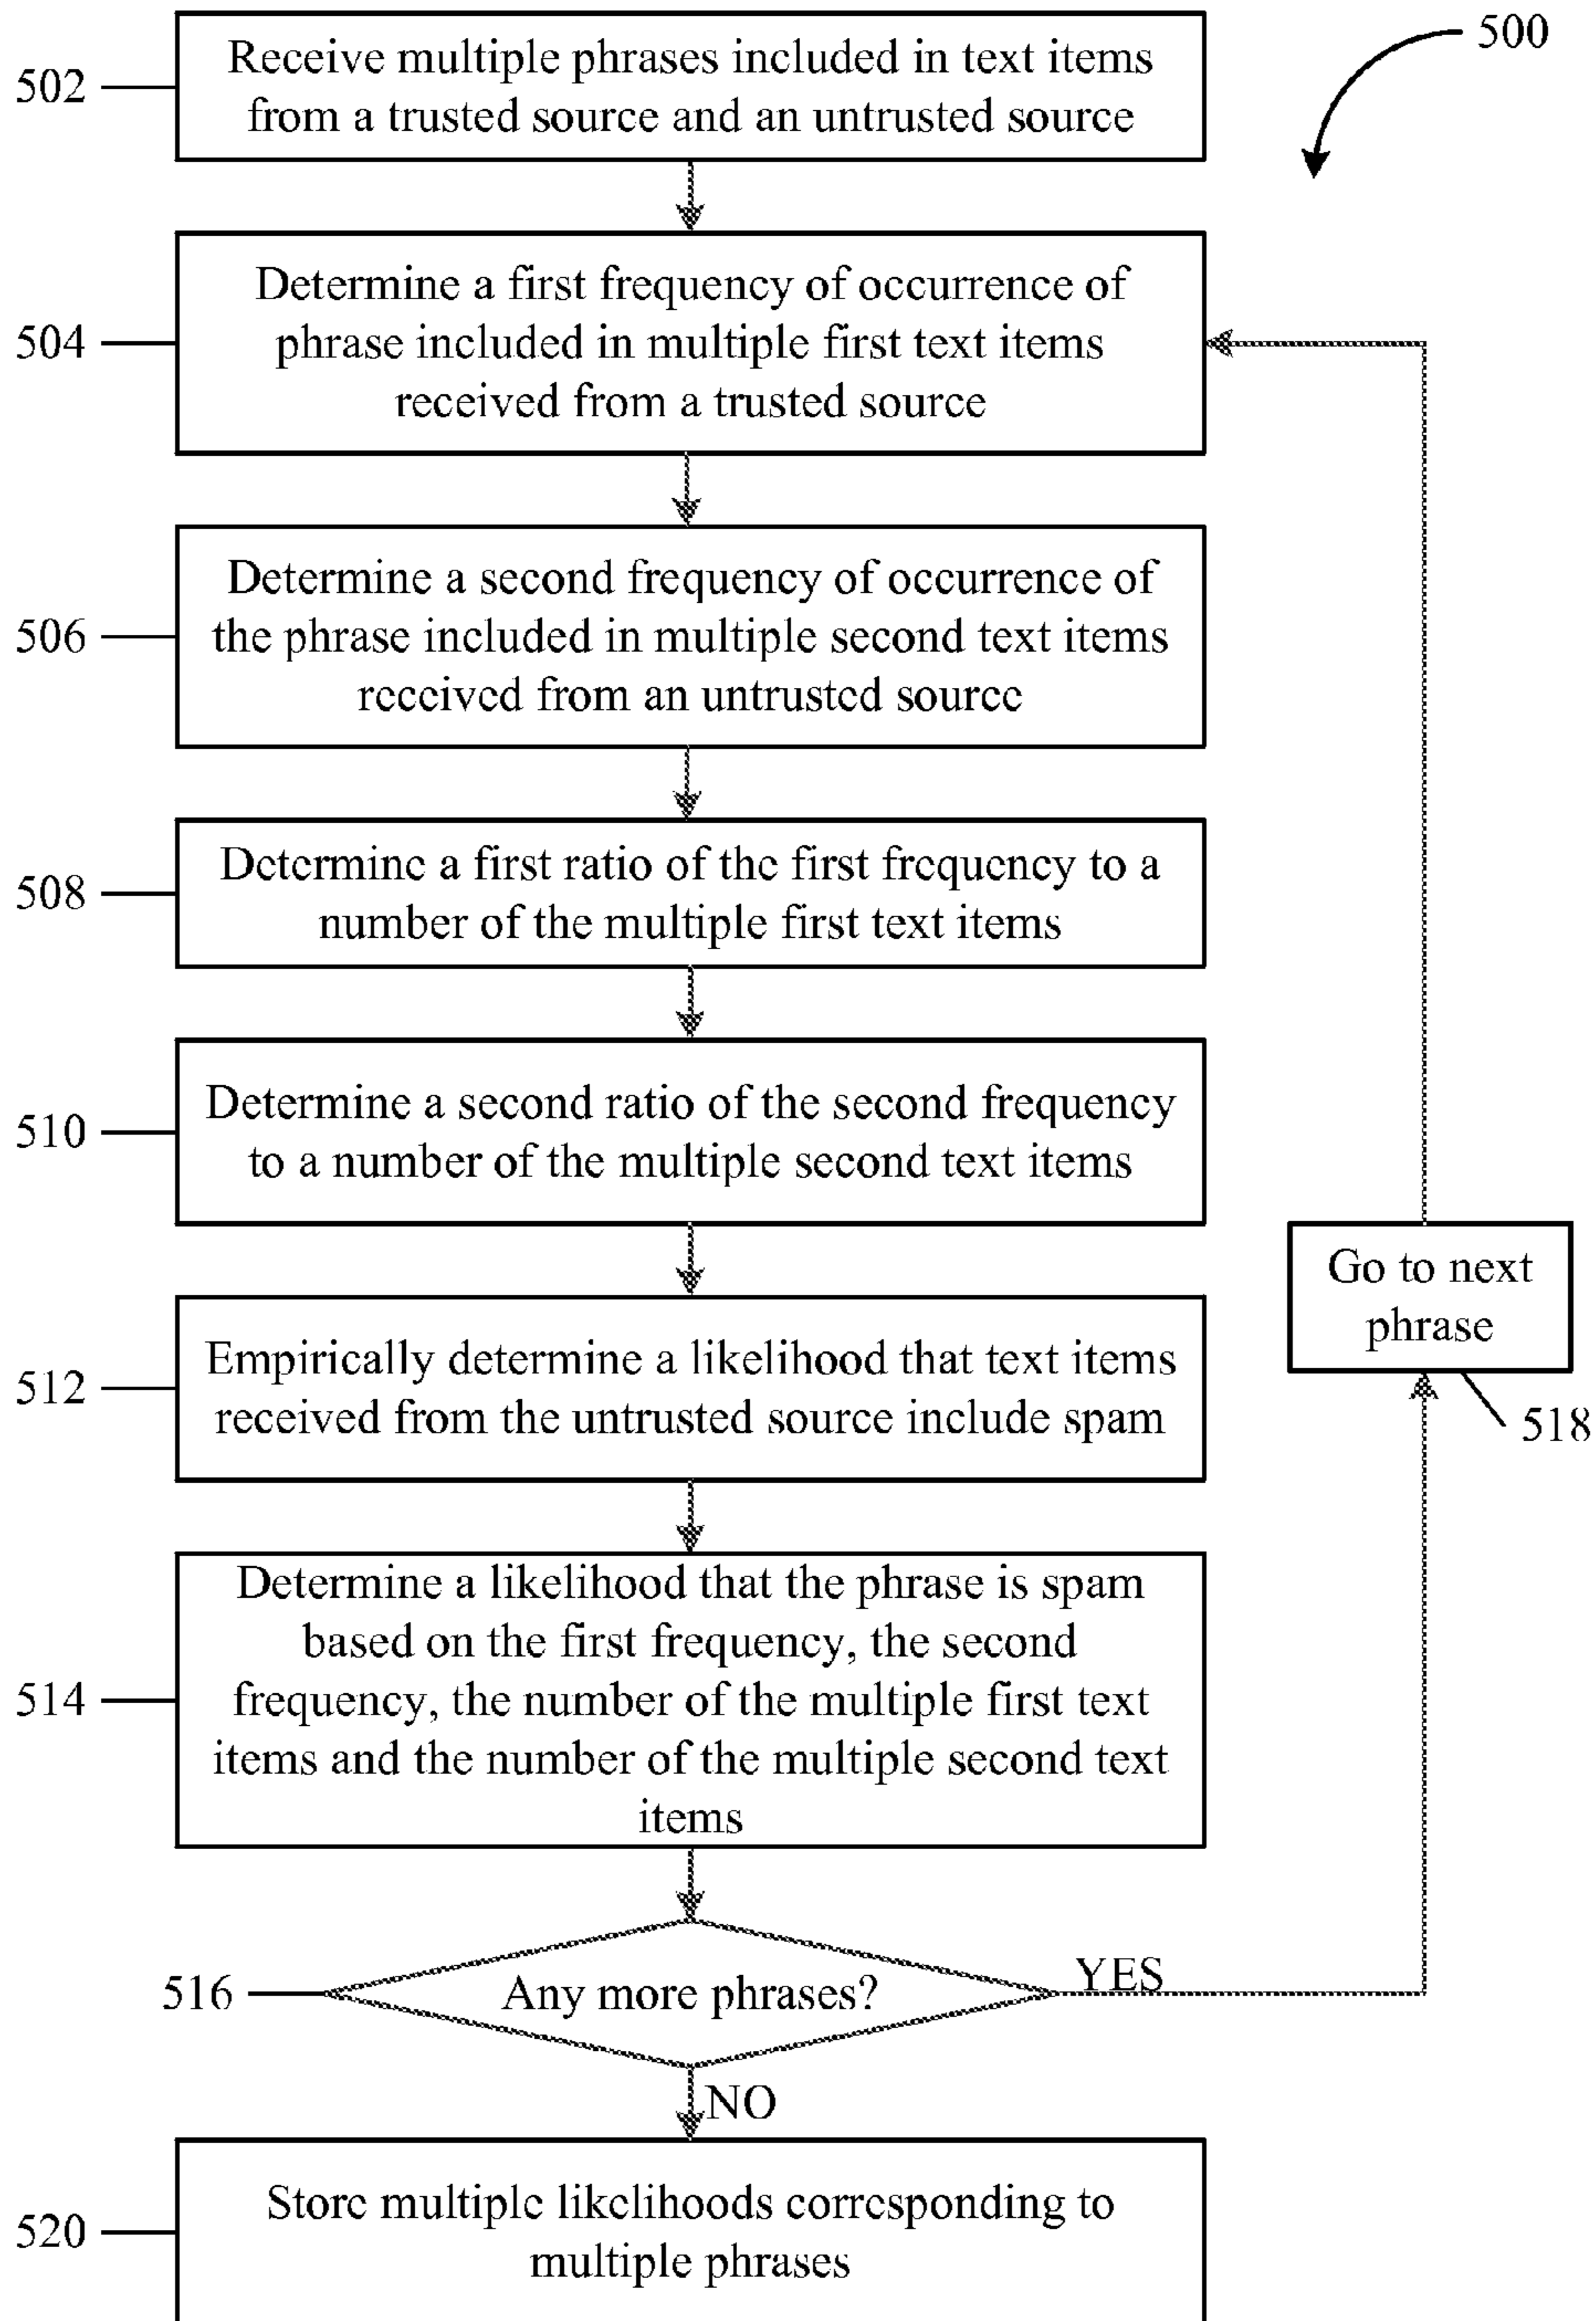 500
502
Receive multiple phrases included in text items
from a trusted source and an untrusted source
504
Determine a first frequency of occurrence of
phrase included in multiple first text items
received from a trusted source
506
Determine a second frequency of occurrence of
the phrase included in multiple second text items
received from an untrusted source
508
Determine a first ratio of the first frequency to a
number of the multiple first text items
510
Determine a second ratio of the second frequency
to a number of the multiple second text items
512
Empirically determine a likelihood that text items
received from the untrusted source include spam
Go to next
phrase
518
514
Determine a likelihood that the phrase is spam
based on the first frequency, the second
frequency, the number of the multiple first text
items and the number of the multiple second text
items
516
Any more phrases?
YES
NO
520
Store multiple likelihoods corresponding to
multiple phrases